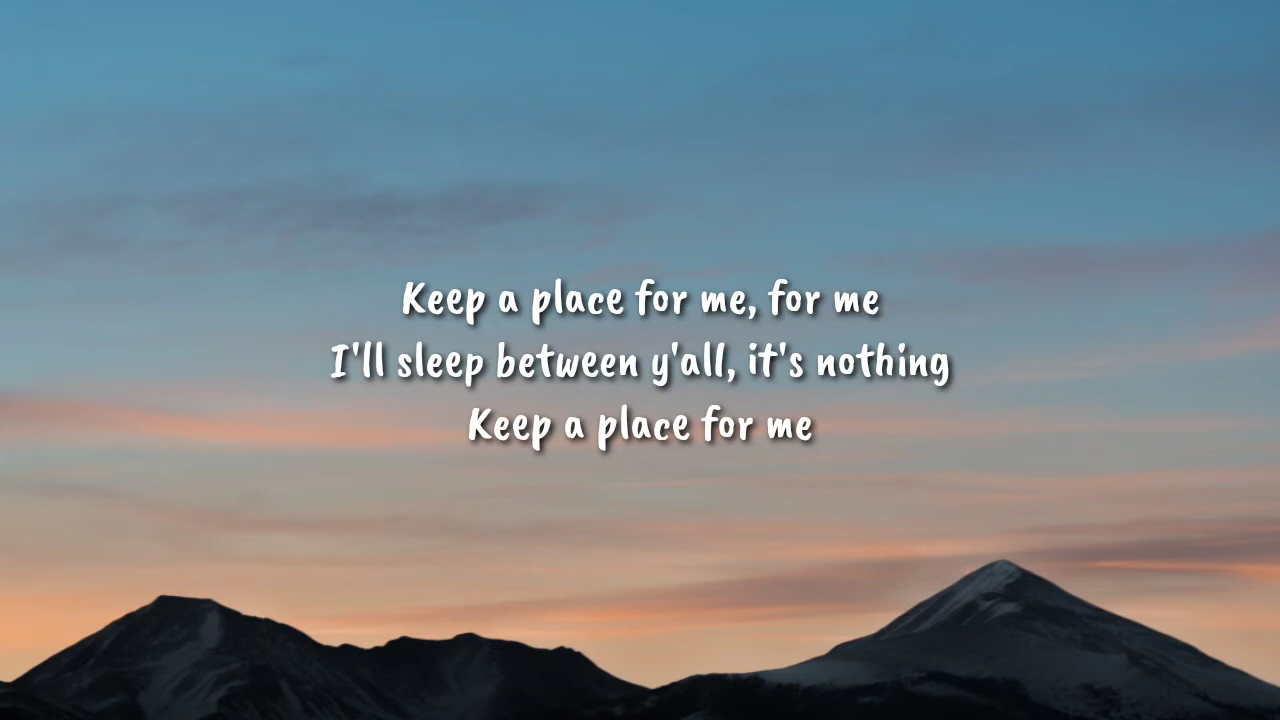 Keep a place for me, for me
I'll sleep between y'all, it's nothing
Keep a place for me